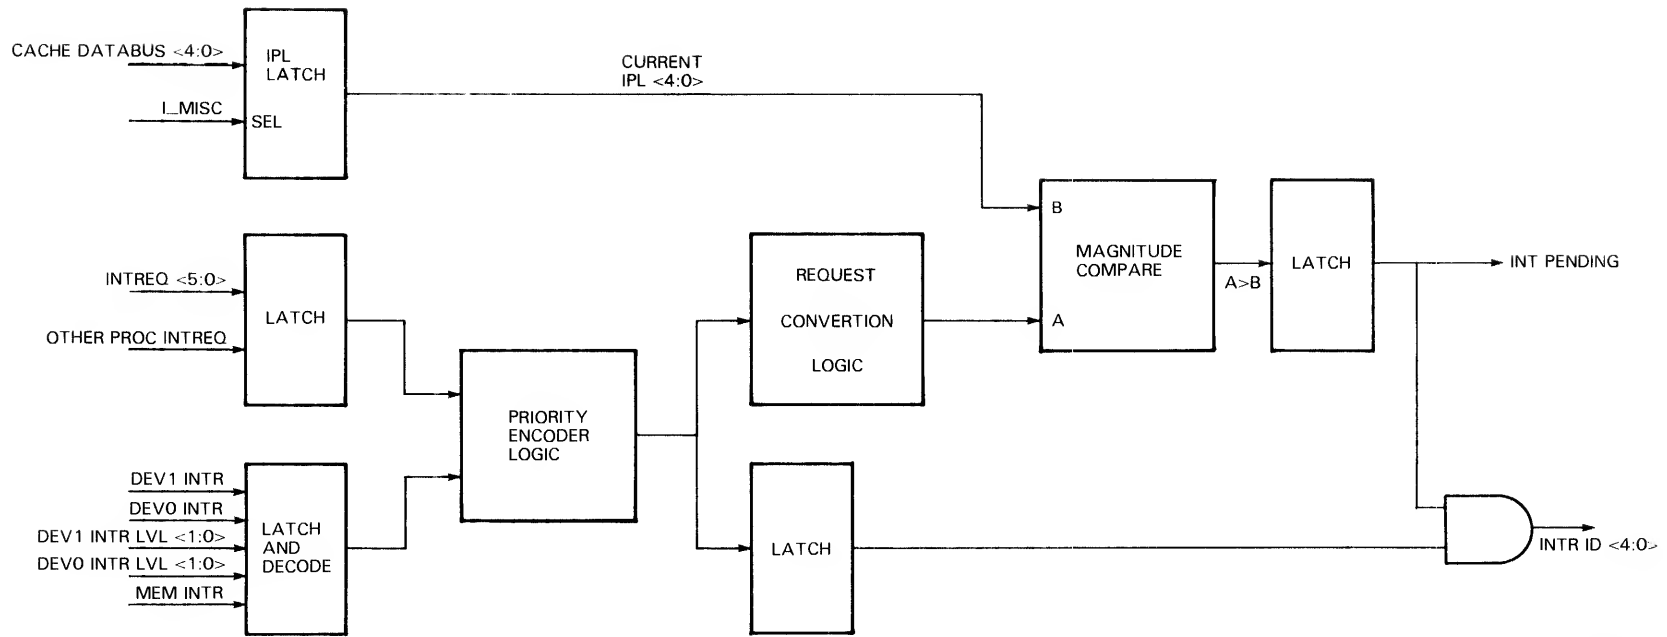 CACHE DATABUS <4:0>
IPL
LATCH
I_MISC
SEL
CURRENT
IPL <4:0>
INTREQ <5:0>
OTHER PROC INTREQ
LATCH
DEV1 INTR
DEV0 INTR
DEV1 INTR LVL <1:0>
DEV0 INTR LVL <1:0>
MEM INTR
LATCH
AND
DECODE
PRIORITY
ENCODER
LOGIC
REQUEST
CONVERTION
LOGIC
LATCH
B
A
MAGNITUDE
COMPARE
A>B
LATCH
INT PENDING
INTR ID <4:0>